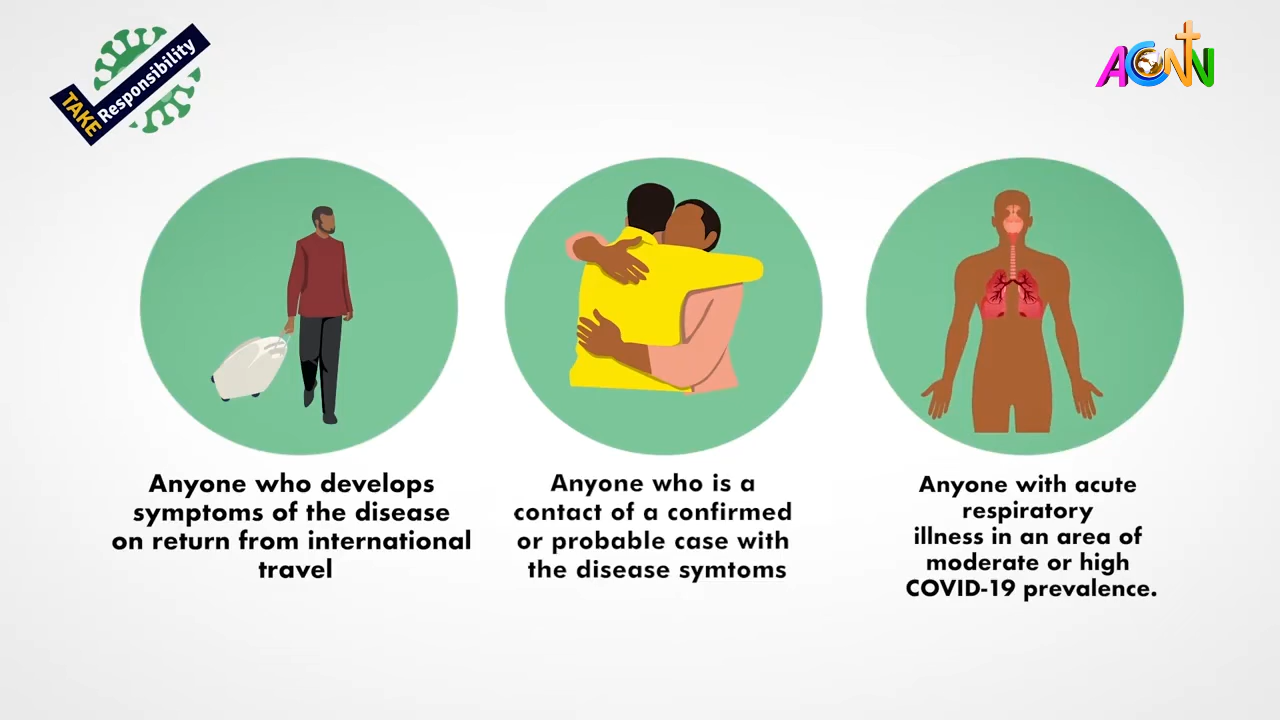 TAKE
Responsibility
ACNN
Anyone who develops
symptoms of the disease
on return from international
travel
Anyone who is a
contact of a confirmed
or probable case with
the disease symtoms
Anyone with acute
respiratory
illness in an area of
moderate or high
COVID-19 prevalence.